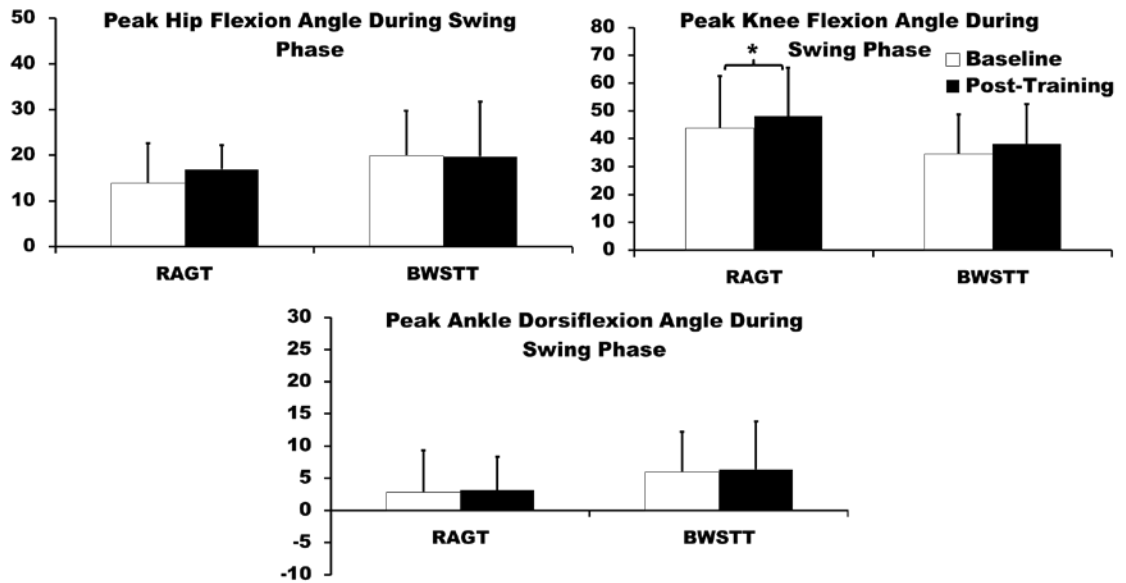 Peak Hip Flexion Angle During Swing
Phase
50
40
30
20
10
0
RAGT
BWSTT
Peak Knee Flexion Angle During
Swing Phase
*
Baseline
Post-Training
80
70
60
50
40
30
20
10
0
RAGT
BWSTT
Peak Ankle Dorsiflexion Angle During
Swing Phase
30
25
20
15
10
5
0
-5
-10
RAGT
BWSTT